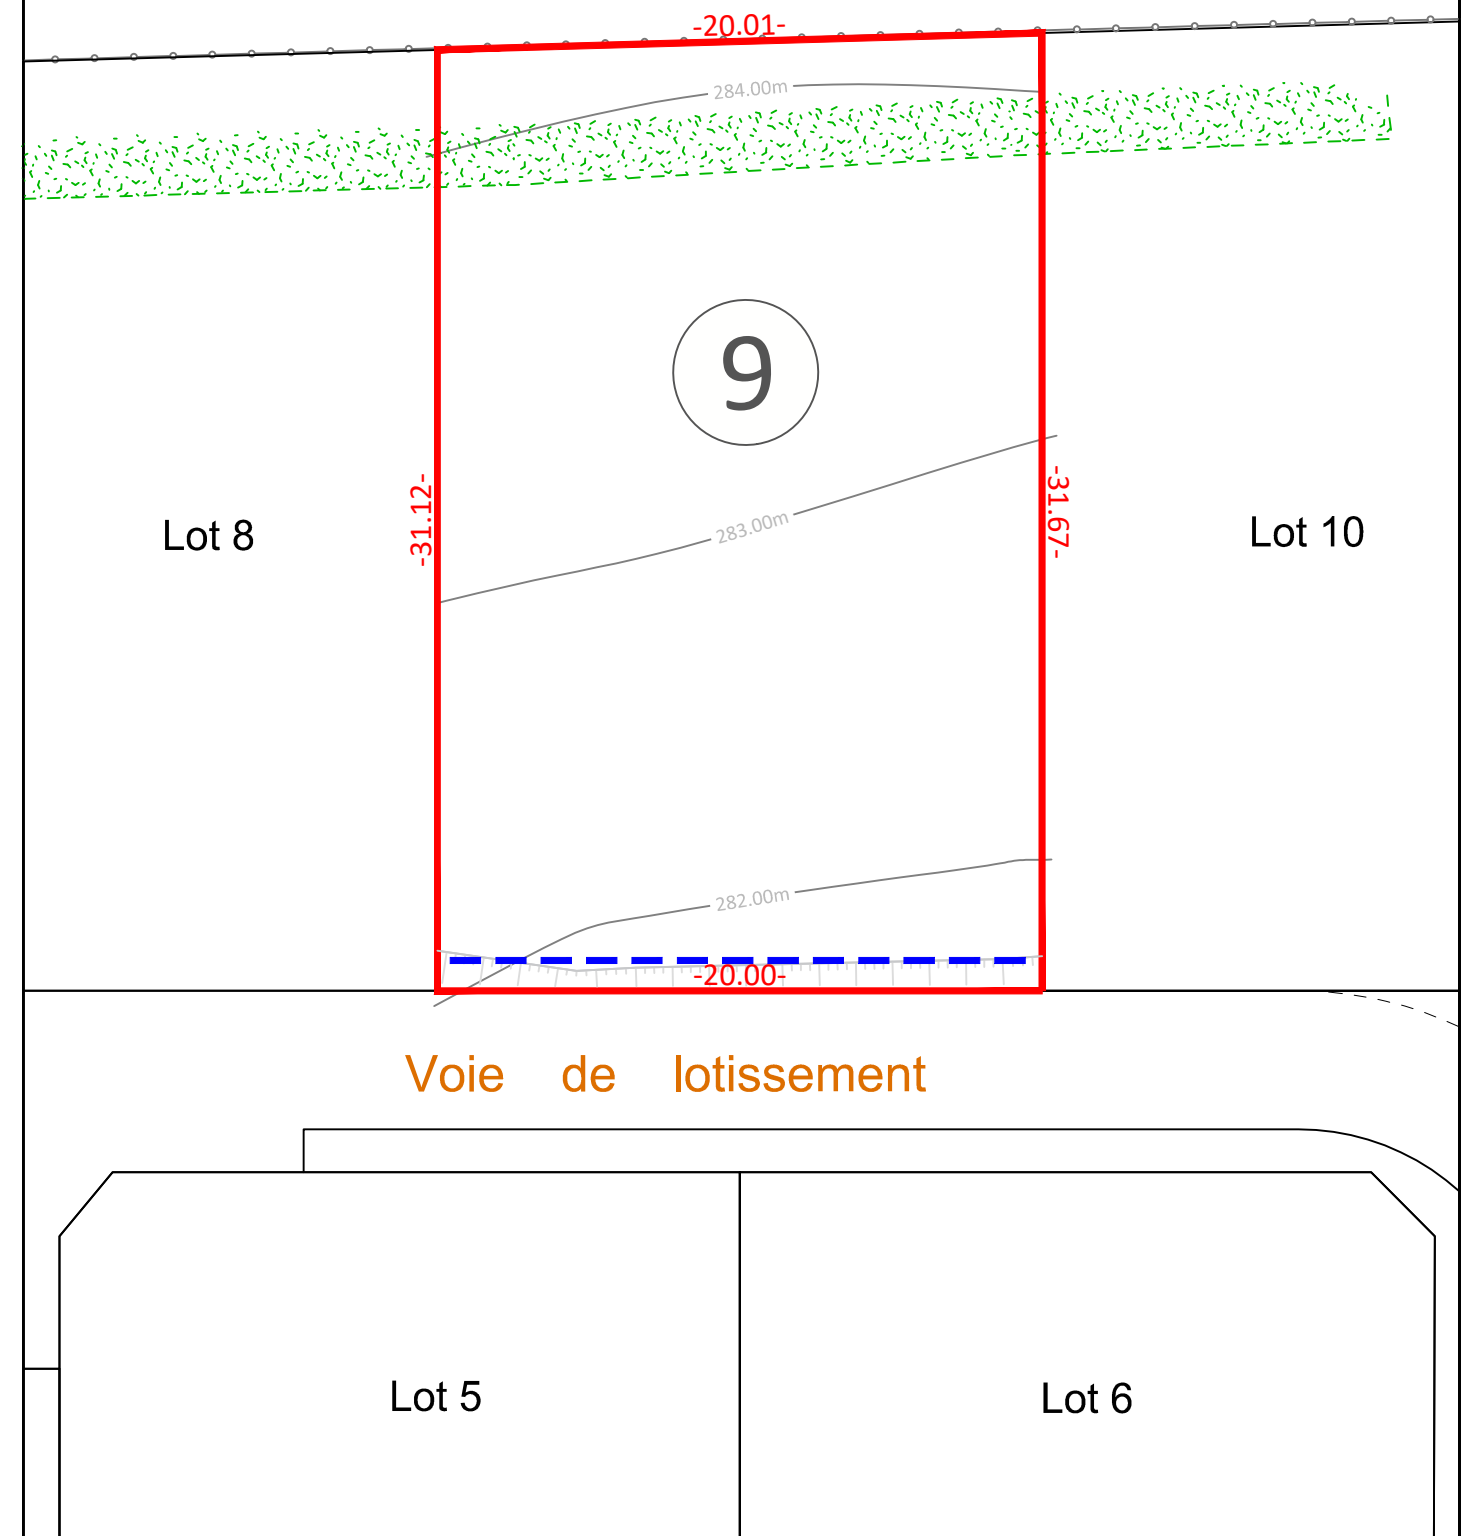 -20.01-
284.00m
9
-31.12-
-31.67-
283.00m
Lot 8
Lot 10
282.00m
-20.00-
Voie de lotissement
Lot 5
Lot 6